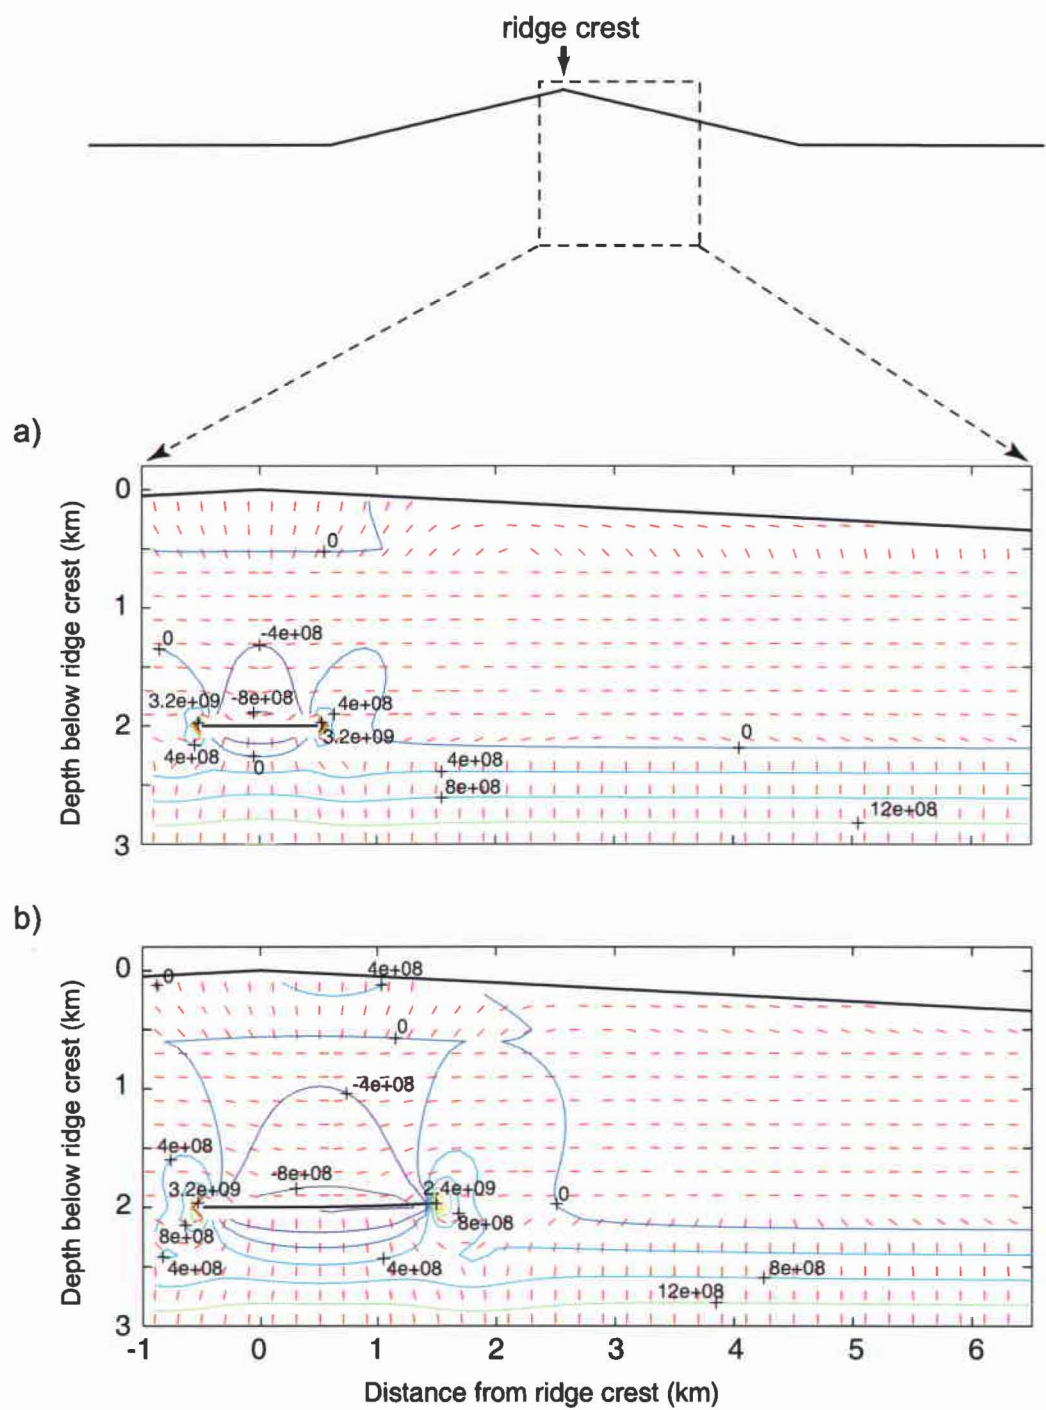 ridge crest
a)
Depth below ridge crest (km)
0
1
2
3
0
0
-4e+08
3.2e+09
-8e+08
4e+08
3.2e+09
4e+08
0
0
4e+08
8e+08
12e+08
b)
Depth below ridge crest (km)
0
1
2
3
0
4e+08
0
-4e+08
4e+08
-8e+08
3.2e+09
2.4e+09
0
8e+08
8e+08
4e+08
4e+08
8e+08
12e+08
-1
0
1
2
3
4
5
6
Distance from ridge crest (km)